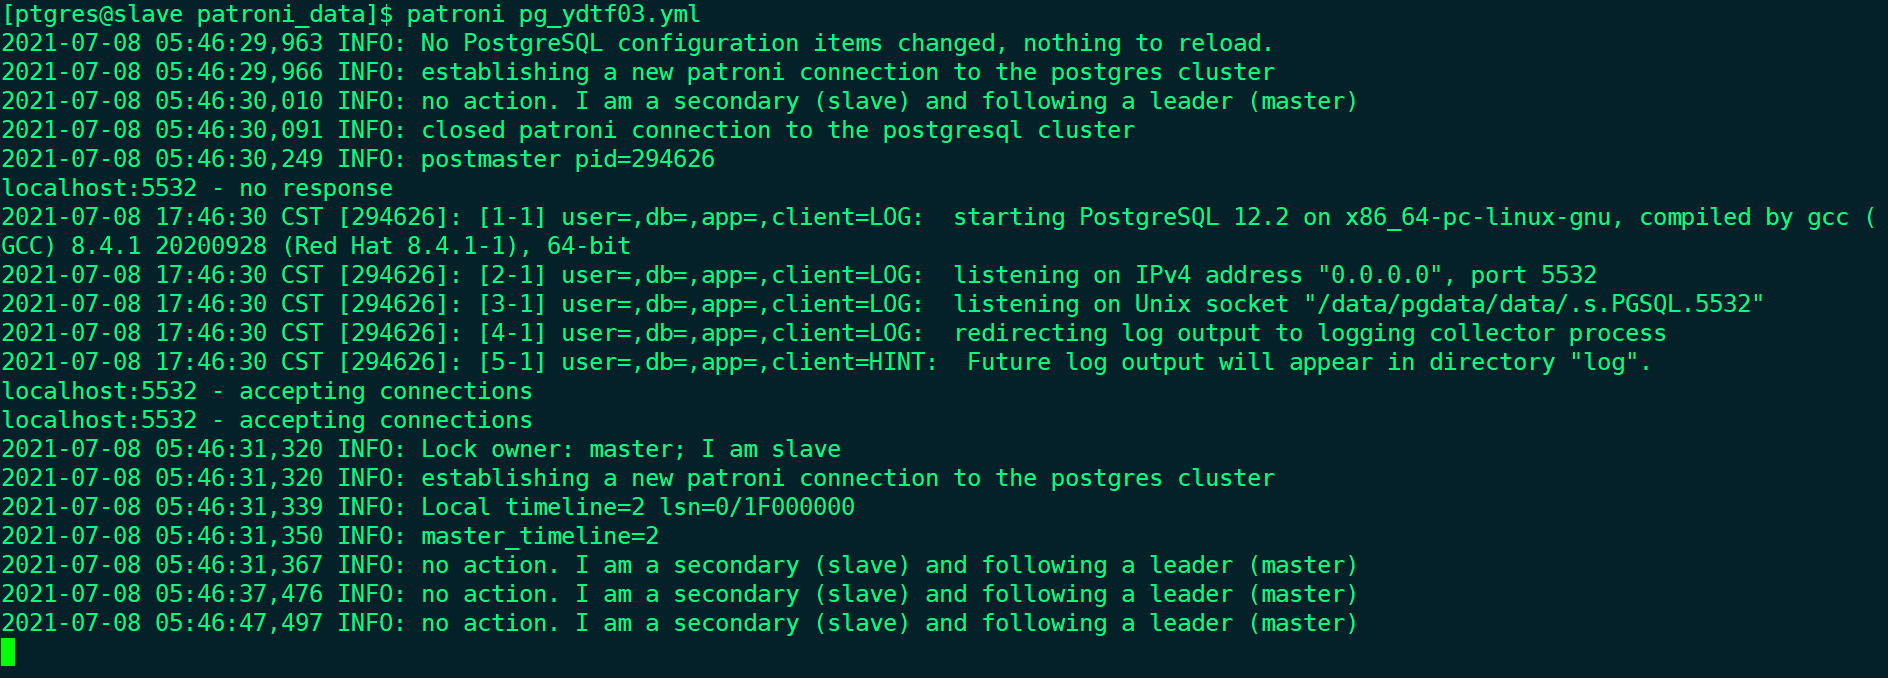 [ptgres@slave patroni_data]$ patroni pg_ydtf03.yml
2021-07-08 05:46:29,963 INFO: No PostgreSQL configuration items changed, nothing to reload.
2021-07-08 05:46:29,966 INFO: establishing a new patroni connection to the postgres cluster
2021-07-08 05:46:30,010 INFO: no action. I am a secondary (slave) and following a leader (master)
2021-07-08 05:46:30,091 INFO: closed patroni connection to the postgresql cluster
2021-07-08 05:46:30,249 INFO: postmaster pid=294626
localhost:5532 - no response
2021-07-08 17:46:30 CST [294626]: [1-1] user=,db=,app=,client=LOG:  starting PostgreSQL 12.2 on x86_64-pc-linux-gnu, compiled by gcc (
GCC) 8.4.1 20200928 (Red Hat 8.4.1-1), 64-bit
2021-07-08 17:46:30 CST [294626]: [2-1] user=,db=,app=,client=LOG:  listening on IPv4 address "0.0.0.0", port 5532
2021-07-08 17:46:30 CST [294626]: [3-1] user=,db=,app=,client=LOG:  listening on Unix socket "/data/pgdata/data/.s.PGSQL.5532"
2021-07-08 17:46:30 CST [294626]: [4-1] user=,db=,app=,client=LOG:  redirecting log output to logging collector process
2021-07-08 17:46:30 CST [294626]: [5-1] user=,db=,app=,client=HINT:  Future log output will appear in directory "log".
localhost:5532 - accepting connections
localhost:5532 - accepting connections
2021-07-08 05:46:31,320 INFO: Lock owner: master; I am slave
2021-07-08 05:46:31,320 INFO: establishing a new patroni connection to the postgres cluster
2021-07-08 05:46:31,339 INFO: Local timeline=2 lsn=0/1F000000
2021-07-08 05:46:31,350 INFO: master_timeline=2
2021-07-08 05:46:31,367 INFO: no action. I am a secondary (slave) and following a leader (master)
2021-07-08 05:46:37,476 INFO: no action. I am a secondary (slave) and following a leader (master)
2021-07-08 05:46:47,497 INFO: no action. I am a secondary (slave) and following a leader (master)